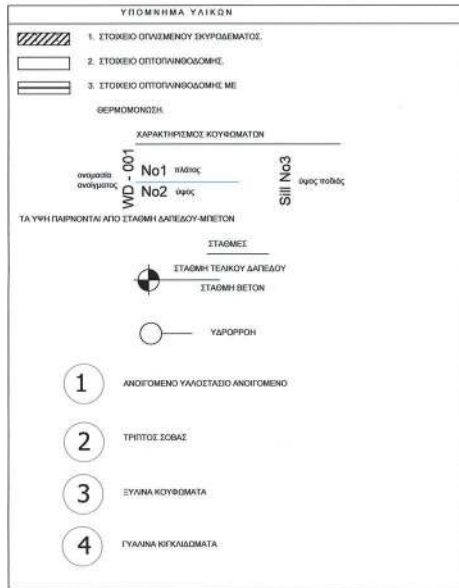 ΥΠΟΜΝΗΜΑ ΥΛΙΚΩΝ
1. ΣΤΟΙΧΕΙΟ ΟΠΛΙΣΜΕΝΟΥ ΣΚΥΡΟΔΕΜΑΤΟΣ.
2. ΣΤΟΙΧΕΙΟ ΟΠΤΟΠΛΙΝΘΟΔΟΜΗΣ.
3. ΣΤΟΙΧΕΙΟ ΟΠΤΟΠΛΙΝΘΟΔΟΜΗΣ ΜΕ
ΘΕΡΜΟΜΟΝΩΣΗ.
ΧΑΡΑΚΤΗΡΙΣΜΟΣ ΚΟΥΦΩΜΑΤΩΝ
ονομασία
ανοίγματος
WD - 001
No1 πλάτος
No2 ύψος
Sill No3
ύψος ποδιάς
ΤΑ ΥΨΗ ΠΑΙΡΝΟΝΤΑΙ ΑΠΟ ΣΤΑΘΜΗ ΔΑΠΕΔΟΥ-ΜΠΕΤΟΝ
ΣΤΑΘΜΕΣ
ΣΤΑΘΜΗ ΤΕΛΙΚΟΥ ΔΑΠΕΔΟΥ
ΣΤΑΘΜΗ ΒΕΤΟΝ
ΥΔΡΟΡΡΟΗ
1 ΑΝΟΙΓΟΜΕΝΟ ΥΑΛΟΣΤΑΣΙΟ ΑΝΟΙΓΟΜΕΝΟ
2 ΤΡΙΠΤΟΣ ΣΟΒΑΣ
3 ΞΥΛΙΝΑ ΚΟΥΦΩΜΑΤΑ
4 ΓΥΑΛΙΝΑ ΚΙΓΚΛΙΔΩΜΑΤΑ